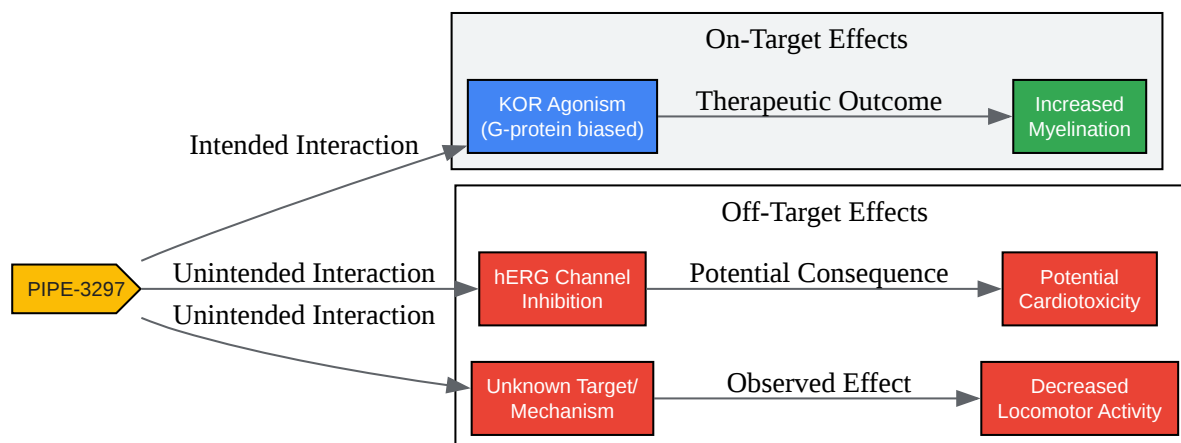 On-Target Effects
KOR Agonism
(G-protein biased)
Therapeutic Outcome
Increased
Myelination
Intended Interaction
Off-Target Effects
PIPE-3297
Unintended Interaction
hERG Channel
Inhibition
Potential Consequence
Potential
Cardiotoxicity
Unintended Interaction
Unknown Target/
Mechanism
Observed Effect
Decreased
Locomotor Activity